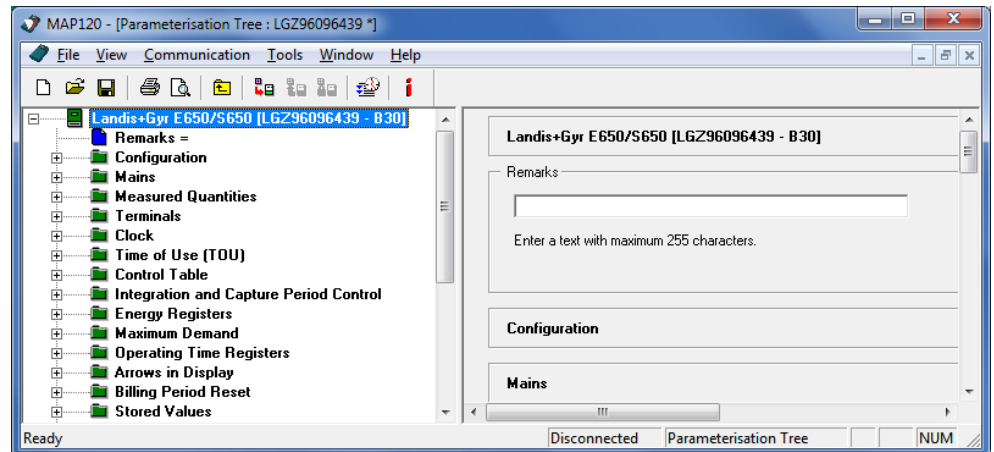 MAP120 - [Parameterisation Tree : LGZ96096439 *]
File View Communication Tools Window Help
Landis+Gyr E650/S650 [LGZ96096439 - B30]
Remarks =
Configuration
Mains
Measured Quantities
Terminals
Clock
Time of Use (TOU)
Control Table
Integration and Capture Period Control
Energy Registers
Maximum Demand
Operating Time Registers
Arrows in Display
Billing Period Reset
Stored Values
Landis+Gyr E650/S650 [LGZ96096439 - B30]
Remarks
Enter a text with maximum 255 characters.
Configuration
Mains
Ready Disconnected Parameterisation Tree NUM